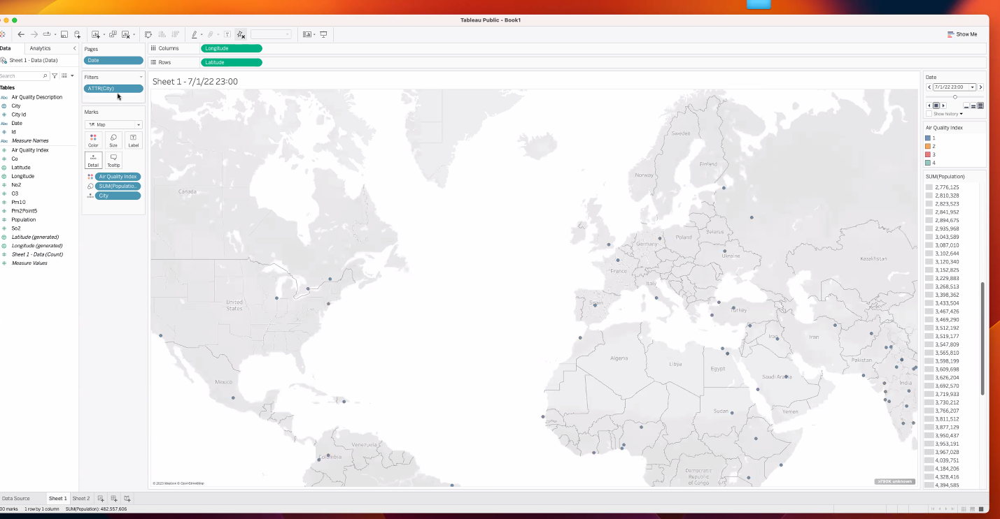 Tableau Public - Book1
Show Me
Data
Analytics
Pages
Columns
Longitude
Sheet 1 - Data (Data)
Date
Rows
Latitude
Search
Filters
Sheet 1 - 7/1/22 23:00
Date
ATTR(City)
7/1/22 23:00
Tables
Abc Air Quality Description
City
City Id
Date
Id
Abc Measure Names
Air Quality Index
Co
Latitude
Longitude
No2
O3
Pm10
Pm2Point5
Population
So2
Latitude (generated)
Longitude (generated)
Sheet 1 - Data (Count)
Measure Values
Marks
Map
Color
Size
Label
Detail
Tooltip
Air Quality Index
SUM(Populatio..
City
Show history
Air Quality Index
1
2
3
4
SUM(Population)
2,776,125
2,810,328
2,823,523
2,841,952
2,894,675
2,935,968
3,043,589
3,087,010
3,102,644
3,120,340
3,152,825
3,229,883
3,268,513
3,398,362
3,433,504
3,467,426
3,469,290
3,512,192
3,519,177
3,547,809
3,565,810
3,598,199
3,609,698
3,626,204
3,692,570
3,719,933
3,730,212
3,766,207
3,811,512
3,877,129
3,950,437
3,953,191
3,967,028
4,039,751
4,184,206
4,328,416
4,394,585
Sweden
Finland
Norway
Canada
Belarus
Poland
Germany
Ukraine
Kazakhstan
France
Italy
United
States
Spain
Turkey
Iraq
Iran
Algeria
Libya
Egypt
Pakistan
Saudi Arabia
India
Mexico
Sudan
Yemen
Venezuela
Colombia
Democratic
Republic
of Congo
© 2023 Mapbox © OpenStreetMap
>790K unknown
Data Source
Sheet 1
Sheet 2
00 marks
1 row by 1 column
SUM(Population): 482,557,606